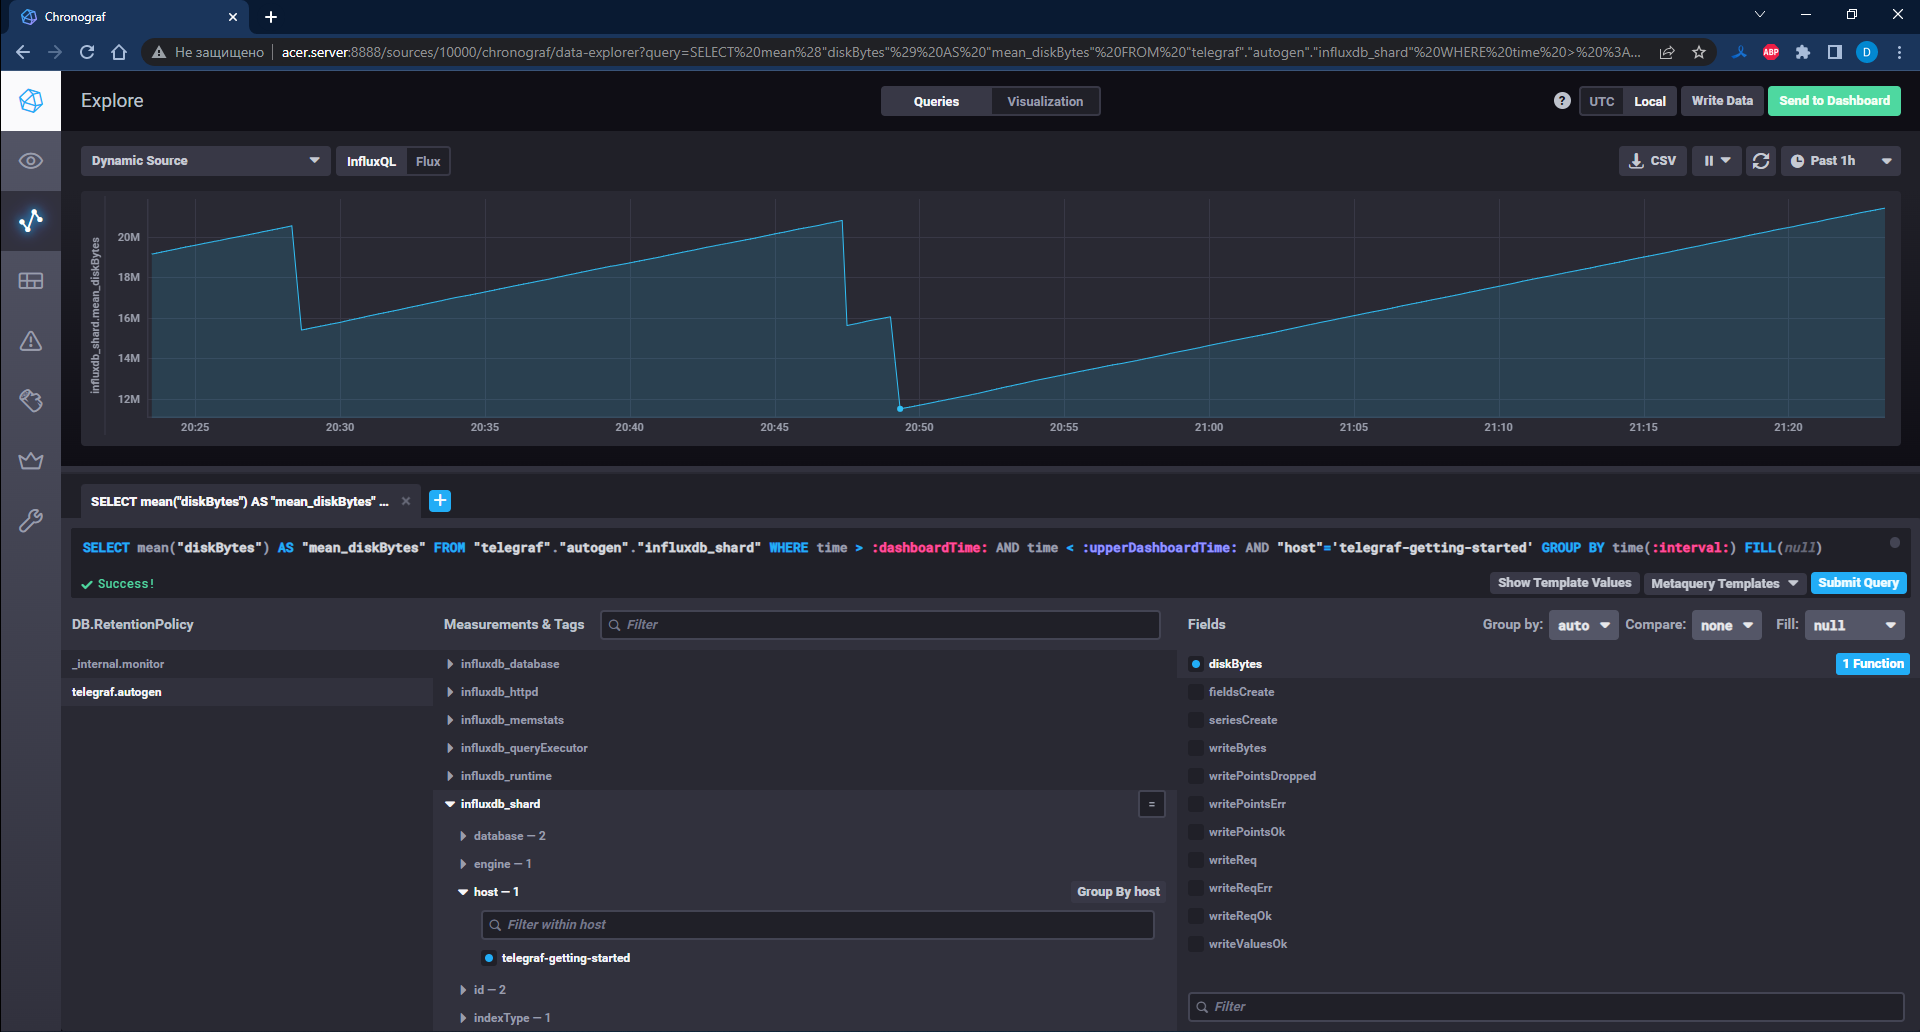 Chronograf
Не защищено acer.server:8888/sources/10000/chronograf/data-explorer?query=SELECT%20mean%28"diskBytes"%29%20AS%20"mean_diskBytes"%20FROM%20"telegraf"."autogen"."influxdb_shard"%20WHERE%20time%20>%20%3A... ABP D
Explore Queries Visualization ? UTC Local Write Data Send to Dashboard
Dynamic Source InfluxQL Flux CSV Past 1h
influxdb_shard.mean_diskBytes
20M
18M
16M
14M
12M
20:25 20:30 20:35 20:40 20:45 20:50 20:55 21:00 21:05 21:10 21:15 21:20
SELECT mean("diskBytes") AS "mean_diskBytes" ...
SELECT mean("diskBytes") AS "mean_diskBytes" FROM "telegraf"."autogen"."influxdb_shard" WHERE time > :dashboardTime: AND time < :upperDashboardTime: AND "host"='telegraf-getting-started' GROUP BY time(:interval:) FILL(null)
Success! Show Template Values Metaquery Templates Submit Query
DB.RetentionPolicy Measurements & Tags Filter Fields Group by: auto Compare: none Fill: null
_internal.monitor influxdb_database diskBytes 1 Function
telegraf.autogen influxdb_httpd fieldsCreate
influxdb_memstats seriesCreate
influxdb_queryExecutor writeBytes
influxdb_runtime writePointsDropped
influxdb_shard = writePointsErr
database — 2 writePointsOk
engine — 1 writeReq
host — 1 Group By host writeReqErr
Filter within host writeReqOk
telegraf-getting-started writeValuesOk
id — 2
indexType — 1 Filter